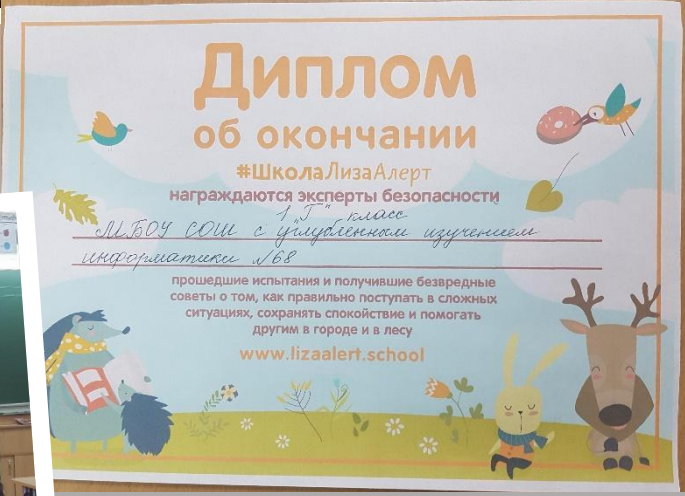 Диплом
об окончании
#ШколаЛизаАлерт
награждаются эксперты безопасности
1 "Г" класс
МБОУ СОШ с углублённым изучением
информатики №68
прошедшие испытания и получившие безвредные
советы о том, как правильно поступать в сложных
ситуациях, сохранять спокойствие и помогать
другим в городе и в лесу
www.lizaalert.school